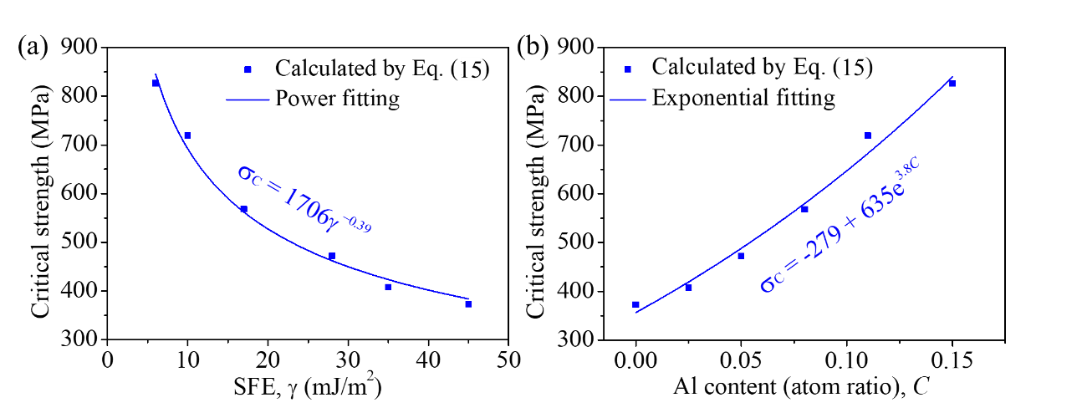 (a)
900
800
700
600
500
400
300
Critical strength (MPa)
Calculated by Eq. (15)
Power fitting
σC = 1706γ^−0.39
0 10 20 30 40 50
SFE, γ (mJ/m²)
(b)
900
800
700
600
500
400
300
Critical strength (MPa)
Calculated by Eq. (15)
Exponential fitting
σC = -279 + 635e^3.8C
0.00 0.05 0.10 0.15
Al content (atom ratio), C